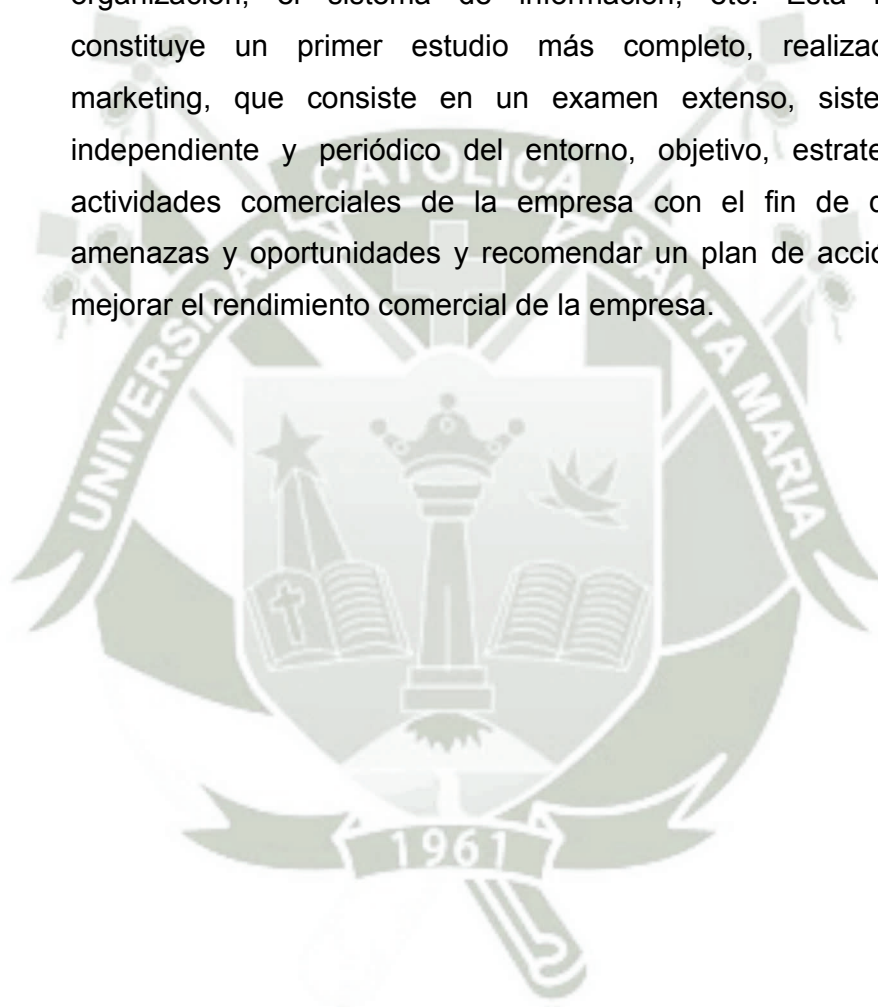 organización, el sistema de información, etc. Esta
constituye un primer estudio más completo, realizac
marketing, que consiste en un examen extenso, siste
independiente y periódico del entorno, objetivo, estrate
actividades comerciales de la empresa con el fin de
amenazas y oportunidades y recomendar un plan de acció
mejorar el rendimiento comercial de la empresa.
UNIVERSIDAD CATOLICA SANTA MARIA
1961